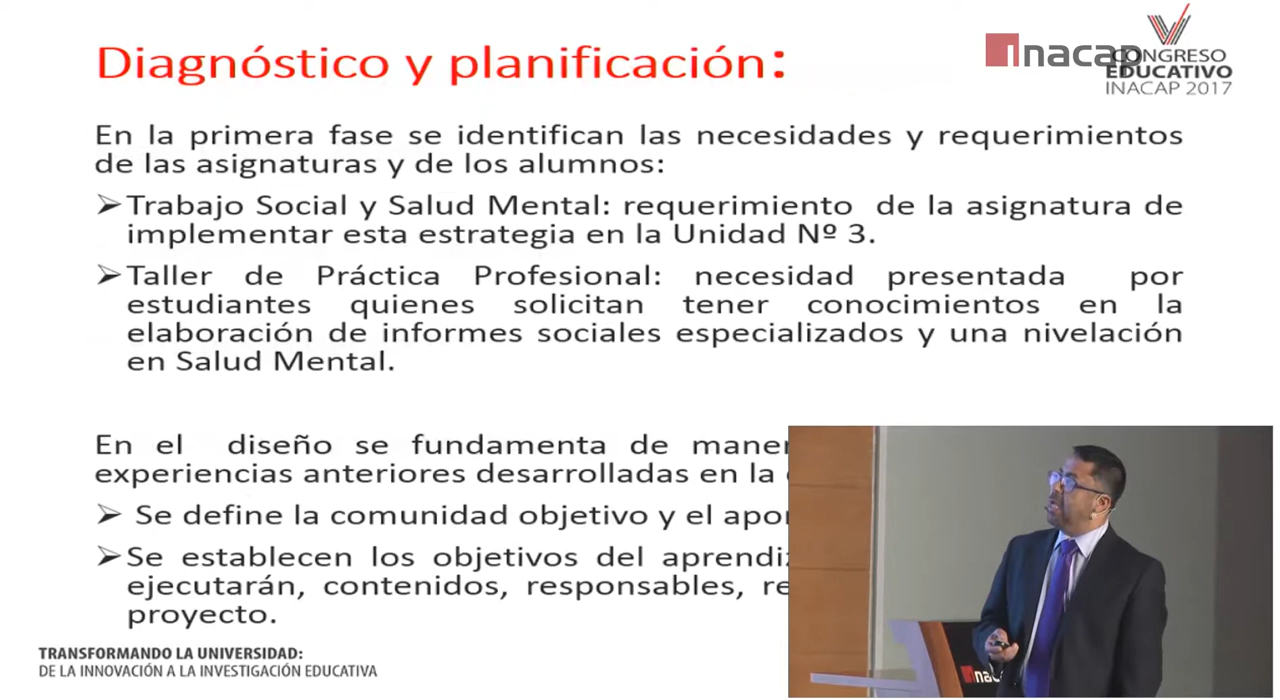 Diagnóstico y planificación:
inacap
CONGRESO
EDUCATIVO
INACAP 2017
En la primera fase se identifican las necesidades y requerimientos
de las asignaturas y de los alumnos:
Trabajo Social y Salud Mental: requerimiento de la asignatura de
implementar esta estrategia en la Unidad Nº 3.
Taller de Práctica Profesional: necesidad presentada por
estudiantes quienes solicitan tener conocimientos en la
elaboración de informes sociales especializados y una nivelación
en Salud Mental.
En el diseño se fundamenta de
experiencias anteriores desarrolladas en la
Se define la comunidad objetivo y el
Se establecen los objetivos del
ejecutarán, contenidos, responsables,
proyecto.
TRANSFORMANDO LA UNIVERSIDAD:
DE LA INNOVACIÓN A LA INVESTIGACIÓN EDUCATIVA